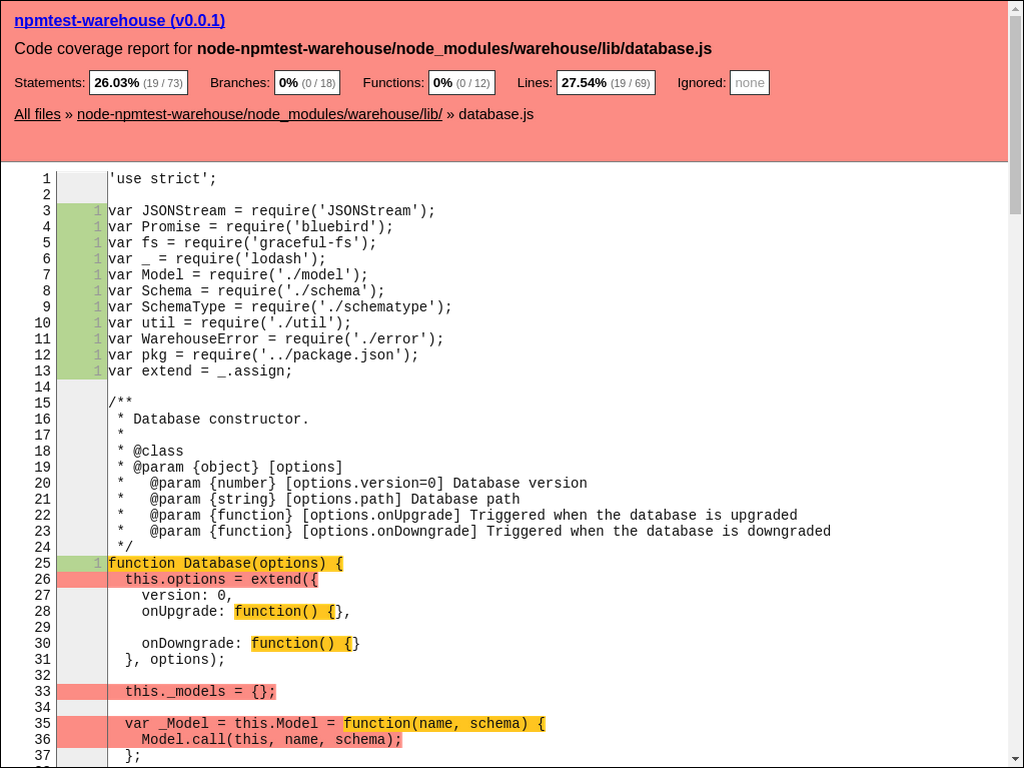 npmtest-warehouse (v0.0.1)
Code coverage report for node-npmtest-warehouse/node_modules/warehouse/lib/database.js
Statements: 26.03% (19 / 73) Branches: 0% (0 / 18) Functions: 0% (0 / 12) Lines: 27.54% (19 / 69) Ignored: none
All files » node-npmtest-warehouse/node_modules/warehouse/lib/ » database.js
1 'use strict';
2
3 1 var JSONStream = require('JSONStream');
4 1 var Promise = require('bluebird');
5 1 var fs = require('graceful-fs');
6 1 var _ = require('lodash');
7 1 var Model = require('./model');
8 1 var Schema = require('./schema');
9 1 var SchemaType = require('./schematype');
10 1 var util = require('./util');
11 1 var WarehouseError = require('./error');
12 1 var pkg = require('../package.json');
13 1 var extend = _.assign;
14
15 /**
16 * Database constructor.
17 *
18 * @class
19 * @param {object} [options]
20 *   @param {number} [options.version=0] Database version
21 *   @param {string} [options.path] Database path
22 *   @param {function} [options.onUpgrade] Triggered when the database is upgraded
23 *   @param {function} [options.onDowngrade] Triggered when the database is downgraded
24 */
25 1 function Database(options) {
26 this.options = extend({
27 version: 0,
28 onUpgrade: function() {},
29
30 onDowngrade: function() {}
31 }, options);
32
33 this._models = {};
34
35 var _Model = this.Model = function(name, schema) {
36 Model.call(this, name, schema);
37 };